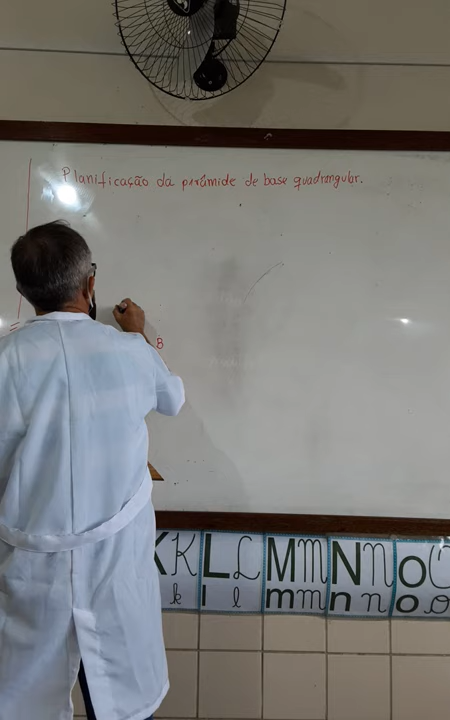 Planificação da pirâmide de base quadrangular.
B
K K L L M M N N O O
k l l m m n n o o